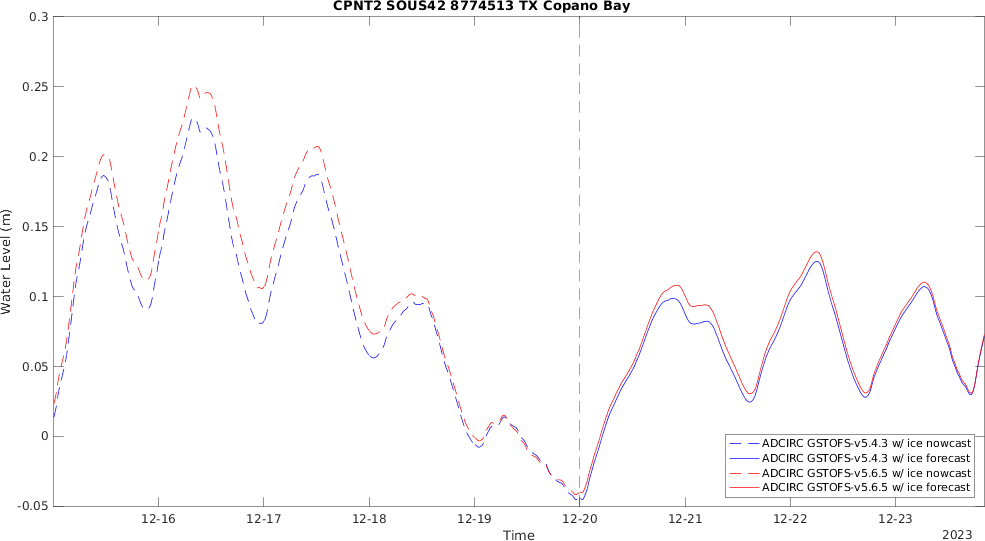 CPNT2 SOUS42 8774513 TX Copano Bay
0.3
0.25
0.2
0.15
0.1
0.05
0
-0.05
Water Level (m)
12-16
12-17
12-18
12-19
12-20
12-21
12-22
12-23
Time
2023
ADCIRC GSTOFS-v5.4.3 w/ ice nowcast
ADCIRC GSTOFS-v5.4.3 w/ ice forecast
ADCIRC GSTOFS-v5.6.5 w/ ice nowcast
ADCIRC GSTOFS-v5.6.5 w/ ice forecast